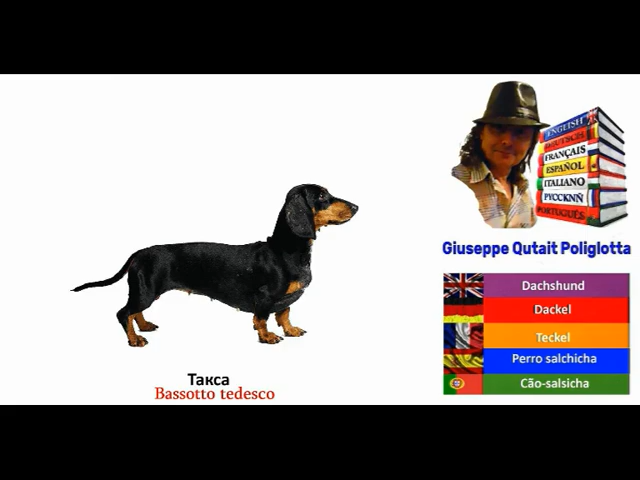 ENGLISH
DEUTSCH
FRANÇAIS
ESPAÑOL
ITALIANO
PYCCKNÑ
PORTUGUÊS
Giuseppe Qutait Poliglotta
Dachshund
Dackel
Teckel
Perro salchicha
Cão-salsicha
Такса
Bassotto tedesco